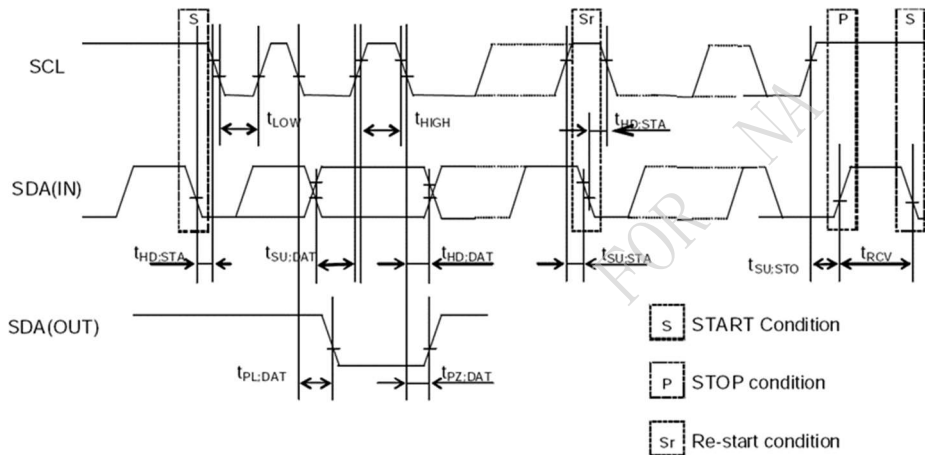 S Sr P S
SCL
tLOW tHIGH tHD;STA
SDA(IN)
tHD;STA tSU;DAT tHD;DAT tSU;STA tSU;STO tRCV
SDA(OUT)
S START Condition
tPL;DAT tPZ;DAT
P STOP condition
Sr Re-start condition
FOR NA